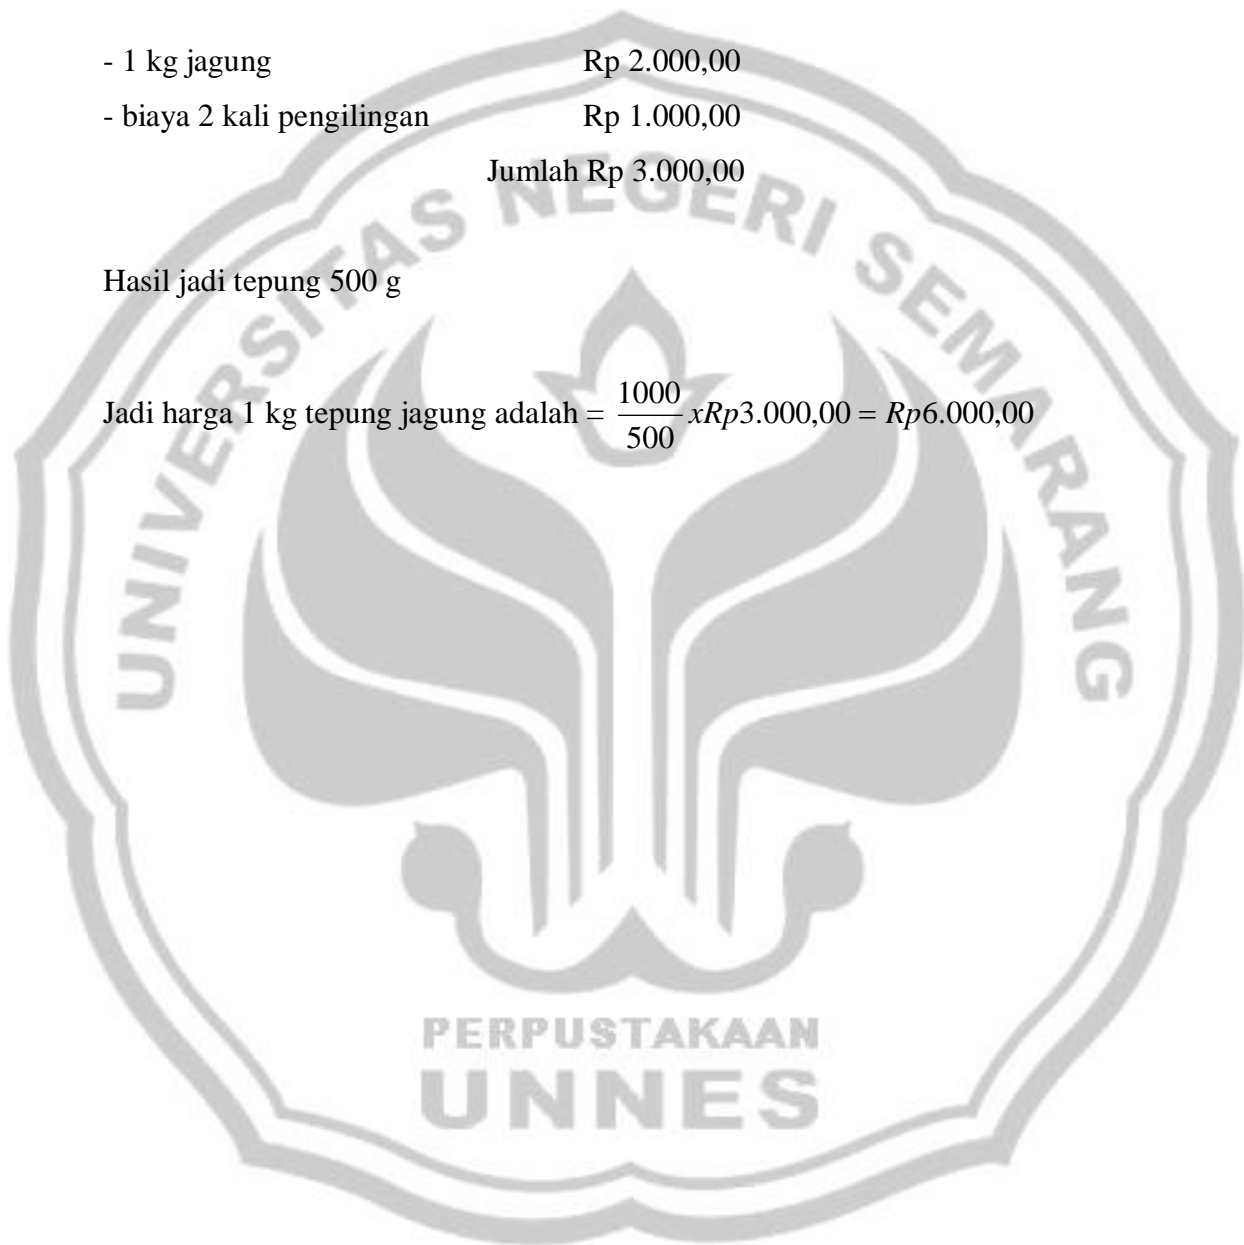 - 1 kg jagung Rp 2.000,00
- biaya 2 kali pengilingan Rp 1.000,00
Jumlah Rp 3.000,00
Hasil jadi tepung 500 g
Jadi harga 1 kg tepung jagung adalah = 1000/500 xRp3.000,00 = Rp6.000,00
UNIVERSITAS NEGERI SEMARANG
PERPUSTAKAAN
UNNES